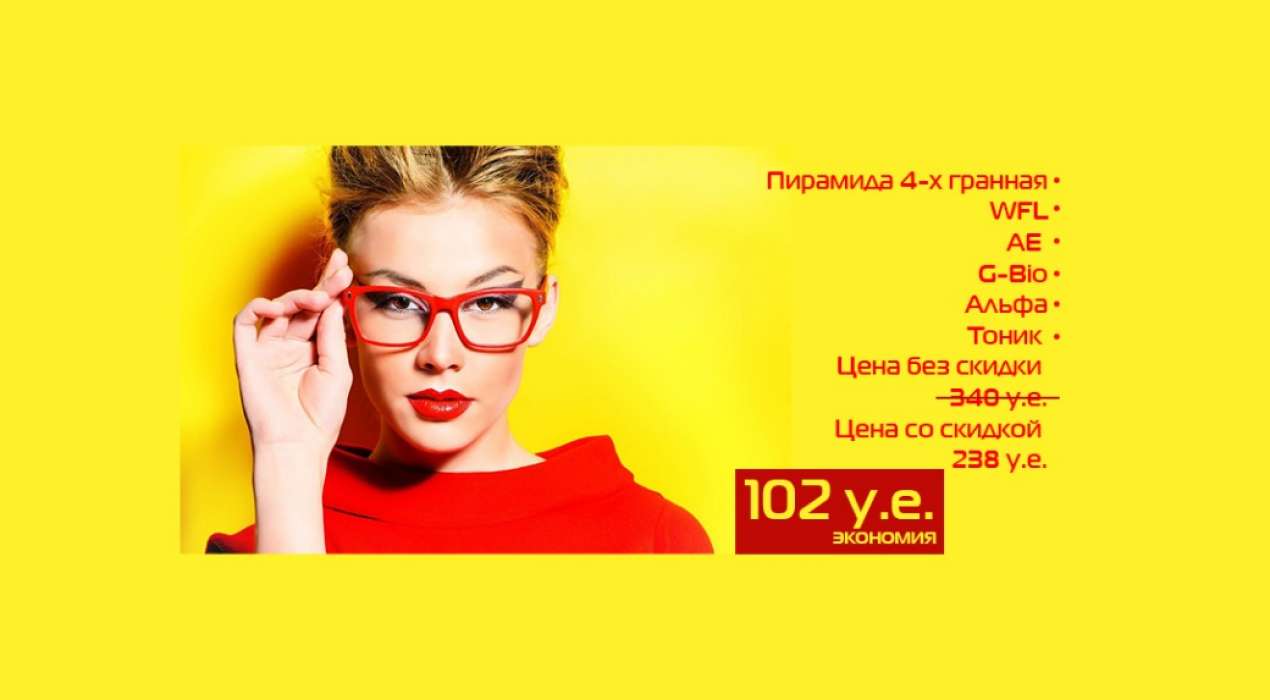 Пирамида 4-х гранная •
WFL •
AE •
G-Bio •
Альфа •
Тоник •
Цена без скидки
340 у.е.
Цена со скидкой
238 у.е.
102 у.е.
экономия